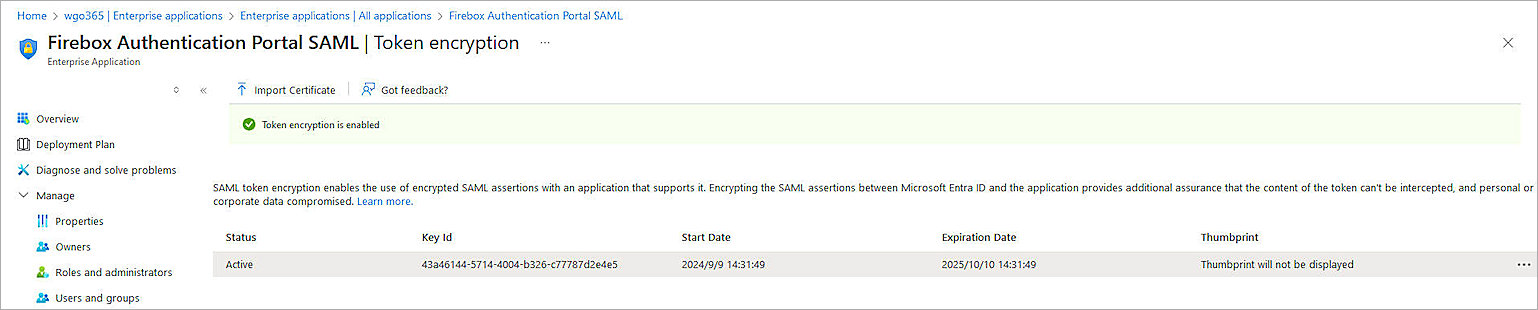 Home > wgo365 | Enterprise applications > Enterprise applications | All applications > Firebox Authentication Portal SAML
Firebox Authentication Portal SAML | Token encryption ...
Enterprise Application
Import Certificate
Got feedback?
Overview
Deployment Plan
Diagnose and solve problems
Manage
Properties
Owners
Roles and administrators
Users and groups
Token encryption is enabled
SAML token encryption enables the use of encrypted SAML assertions with an application that supports it. Encrypting the SAML assertions between Microsoft Entra ID and the application provides additional assurance that the content of the token can't be intercepted, and personal or
corporate data compromised. Learn more.
Status Key Id Start Date Expiration Date Thumbprint
Active 43a46144-5714-4004-b326-c77787d2e4e5 2024/9/9 14:31:49 2025/10/10 14:31:49 Thumbprint will not be displayed ...